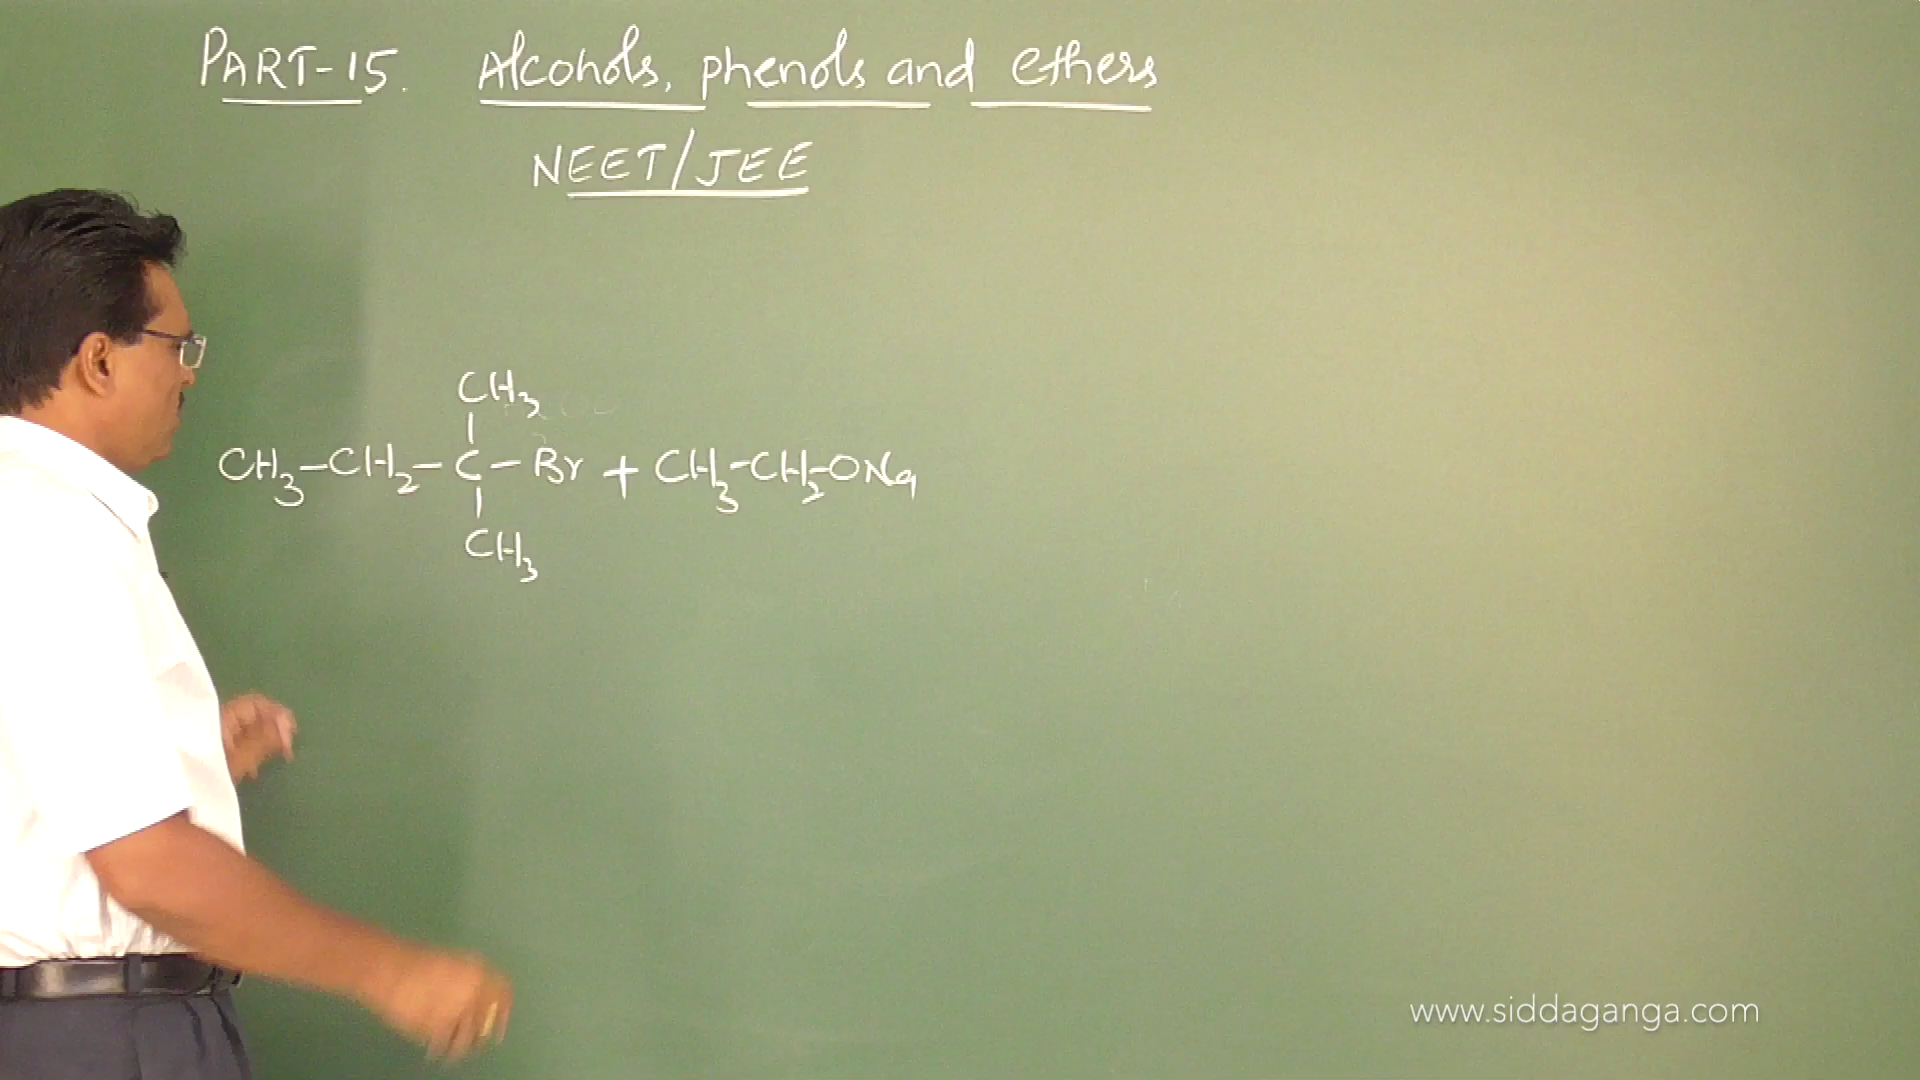 PART-15. Alcohols, phenols and ethers
NEET/JEE
CH3
CH3-CH2-C-Br + CH3-CH2-ONa
CH3
www.siddaganga.com